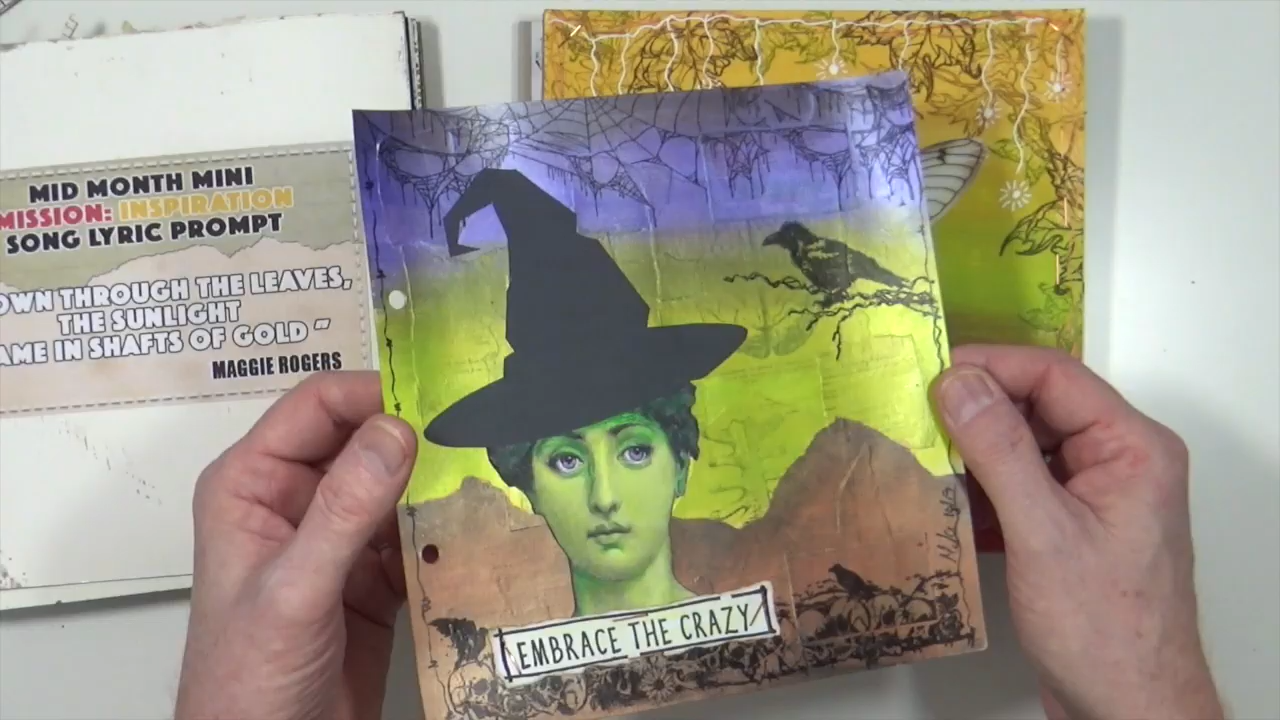 MID MONTH MINI
MISSION: INSPIRATION
SONG LYRIC PROMPT
OWN THROUGH THE LEAVES,
THE SUNLIGHT
AME IN SHAFTS OF GOLD "
MAGGIE ROGERS
EMBRACE THE CRAZY